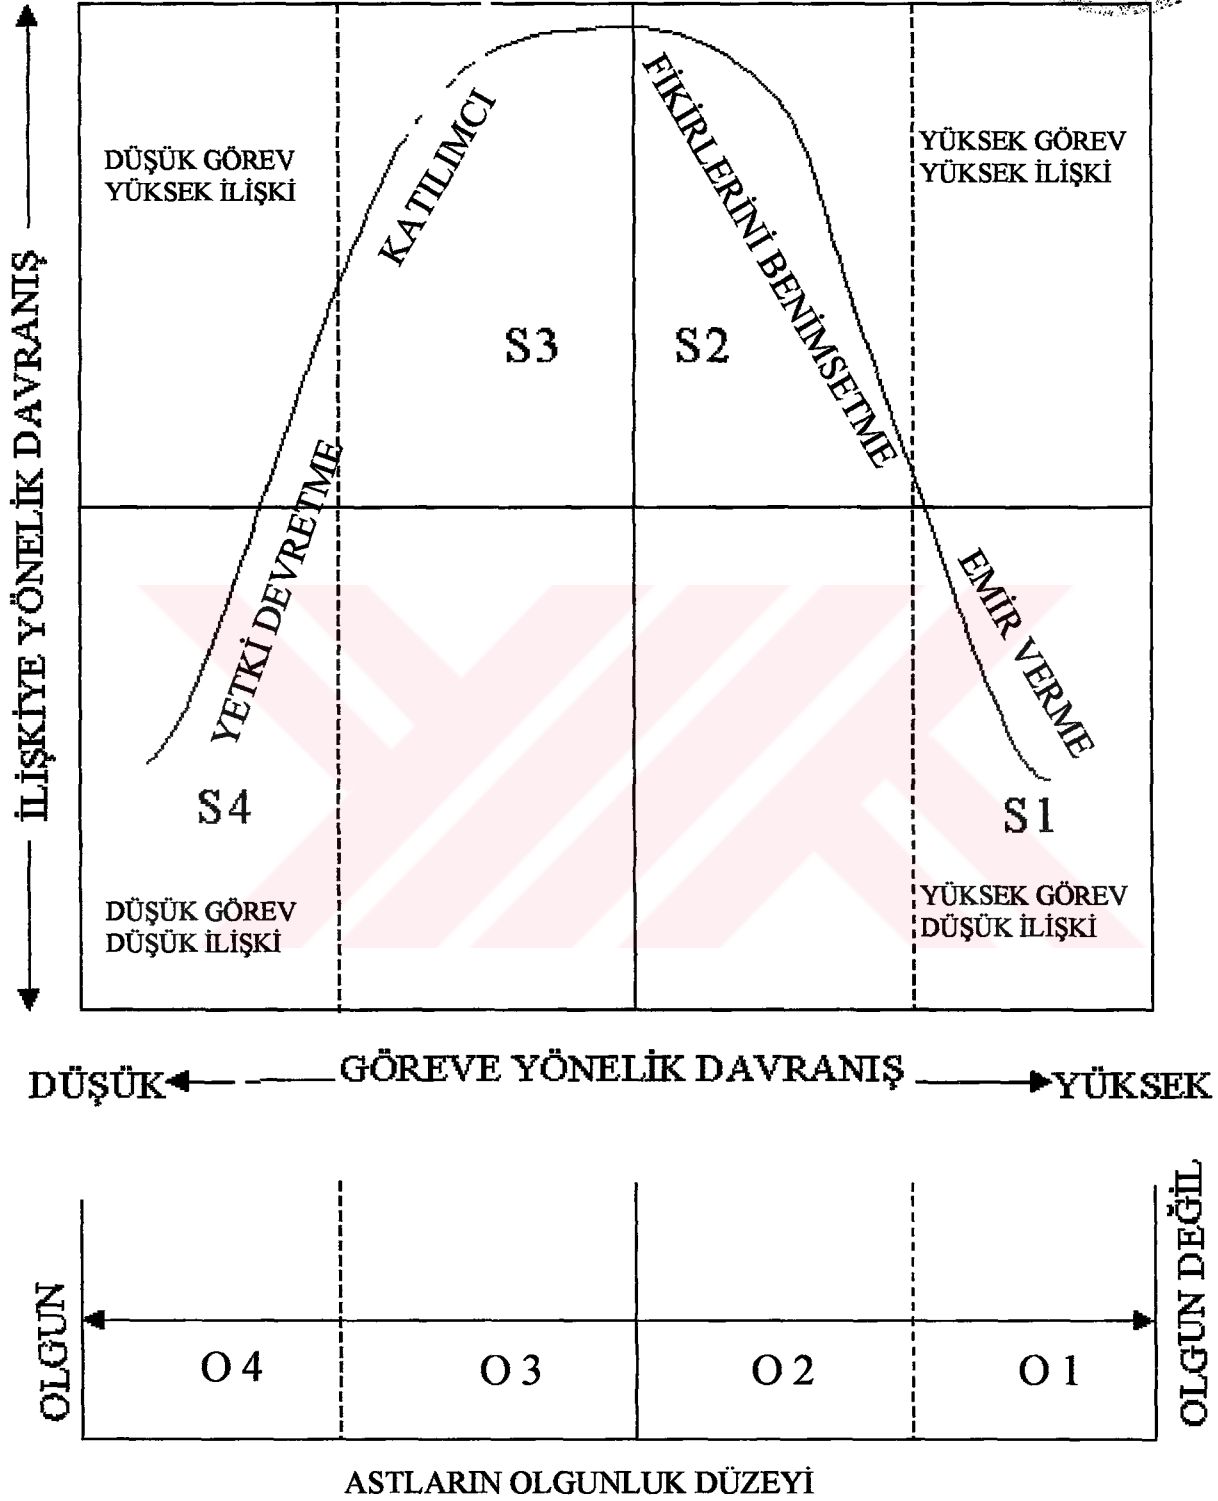 DÜŞÜK GÖREV
YÜKSEK İLİŞKİ
KATILIMCI
FİKİRLERİNİ BENİMSETME
YÜKSEK GÖREV
YÜKSEK İLİŞKİ
İLİŞKİYE YÖNELİK DAVRANIŞ
S3
S2
YETKİ DEVRETME
EMİR VERME
S4
S1
DÜŞÜK GÖREV
DÜŞÜK İLİŞKİ
YÜKSEK GÖREV
DÜŞÜK İLİŞKİ
DÜŞÜK
GÖREVE YÖNELİK DAVRANIŞ
YÜKSEK
OLGUN
O 4
O 3
O 2
O 1
OLGUN DEĞİL
ASTLARIN OLGUNLUK DÜZEYİ